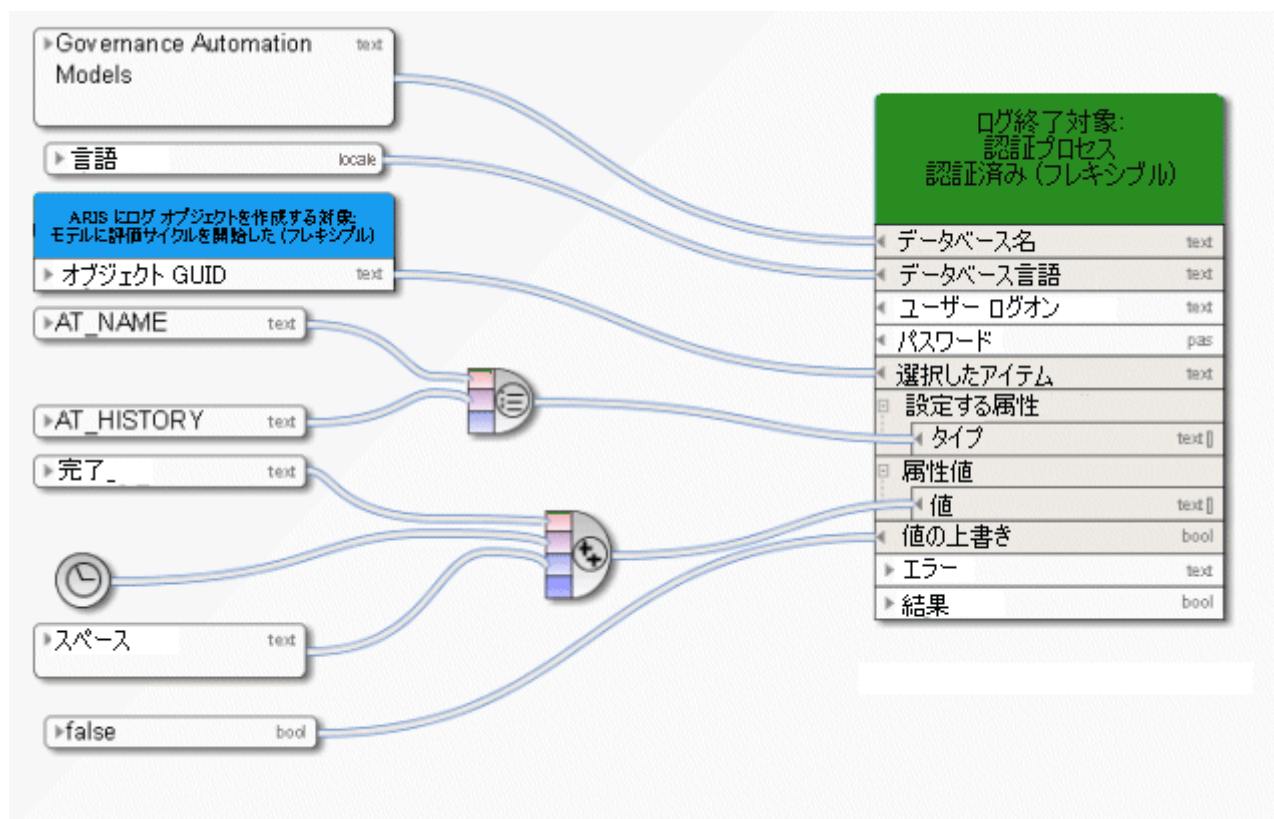 Governance Automation text
Models
言語 locale
ARIS にログ オブジェクトを作成する対象:
モデルに評価サイクルを開始した (フレキシブル)
オブジェクト GUID text
AT_NAME text
AT_HISTORY text
完了_ text
スペース text
false bool
ログ終了対象:
認証プロセス
認証済み (フレキシブル)
データベース名 text
データベース言語 text
ユーザー ログオン text
パスワード pas
選択したアイテム text
設定する属性
タイプ text[]
属性値
値 text[]
値の上書き bool
エラー text
結果 bool